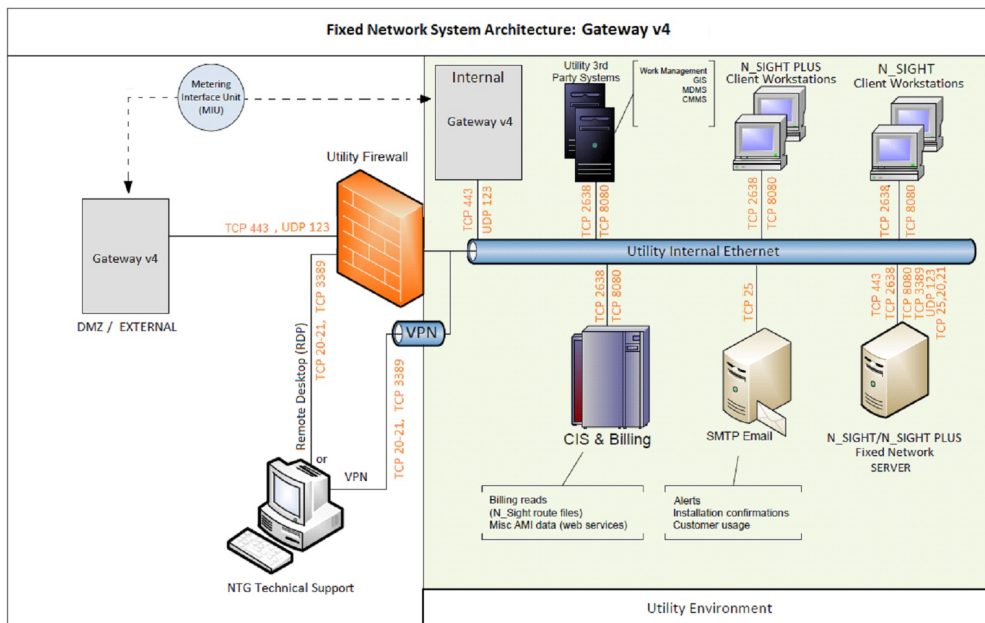 Fixed Network System Architecture: Gateway v4
Metering
Interface Unit
(MIU)
Internal
Gateway v4
Utility 3rd
Party Systems
Work Management
GIS
MDMS
CMMS
N_SIGHT PLUS
Client Workstations
N_SIGHT
Client Workstations
Utility Firewall
TCP 443
UDP 123
TCP 2638
TCP 8080
TCP 2638
TCP 8080
TCP 2638
TCP 8080
Gateway v4
DMZ / EXTERNAL
TCP 443 , UDP 123
Utility Internal Ethernet
Remote Desktop (RDP)
TCP 20-21, TCP 3389
VPN
TCP 20-21, TCP 3389
TCP 2638
TCP 8080
TCP 25
TCP 443
TCP 2638
TCP 8080
TCP 3389
UDP 123
TCP 25,20,21
CIS & Billing
SMTP Email
N_SIGHT/N_SIGHT PLUS
Fixed Network
SERVER
or
VPN
NTG Technical Support
Billing reads
(N_Sight route files)
Misc AMI data (web services)
Alerts
Installation confirmations
Customer usage
Utility Environment